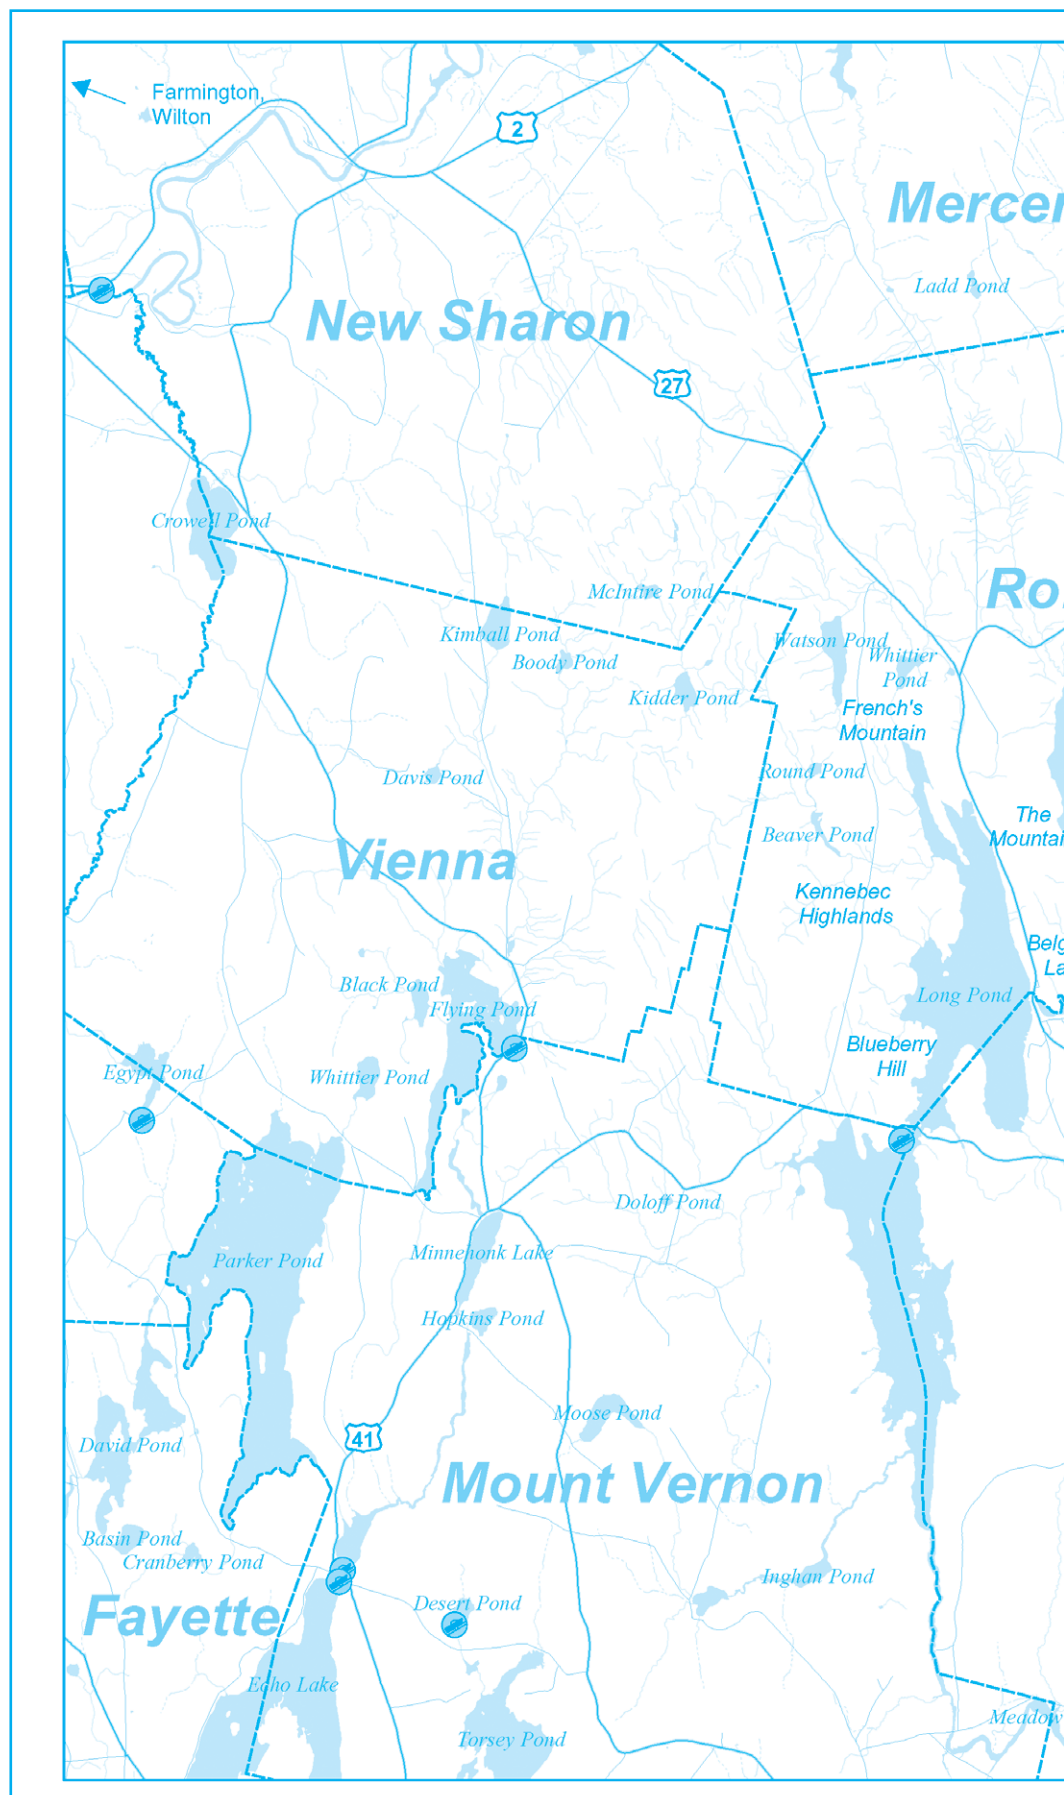 Farmington,
Wilton
2
Mercer
Ladd Pond
New Sharon
27
Crowell Pond
McIntire Pond
Kimball Pond
Boody Pond
Watson Pond
Whittier
Pond
Kidder Pond
French's
Mountain
Davis Pond
Round Pond
The
Beaver Pond
Vienna
Kennebec
Highlands
Black Pond
Long Pond
Flying Pond
Blueberry
Hill
Egypt Pond
Whittier Pond
Doloff Pond
Minnehonk Lake
Parker Pond
Hopkins Pond
Moose Pond
41
David Pond
Mount Vernon
Basin Pond
Cranberry Pond
Inghan Pond
Desert Pond
Fayette
Echo Lake
Meadow
Torsey Pond